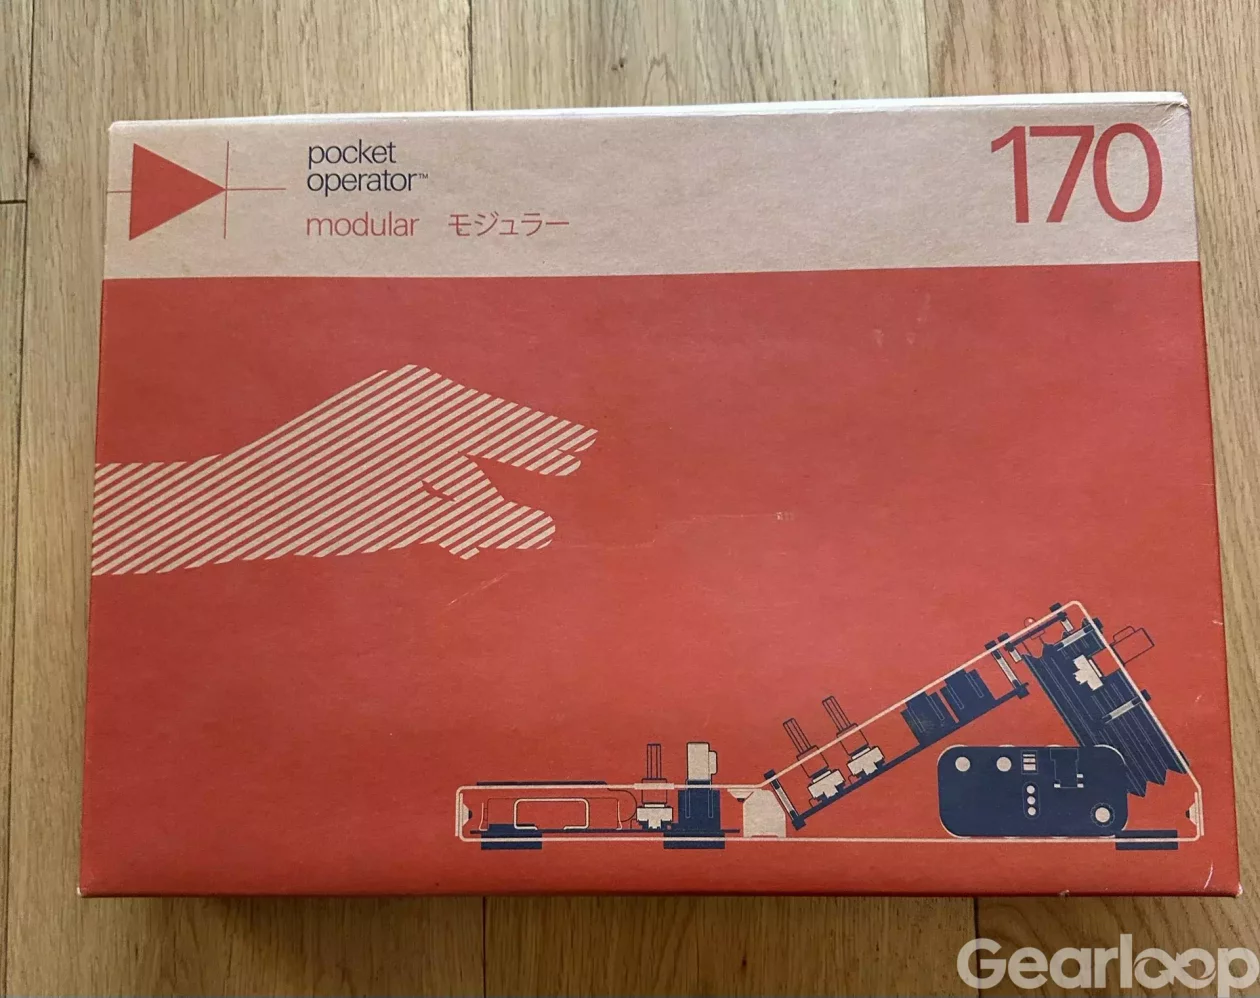 pocket
operator™
modular モジュラー
170
Gearloop